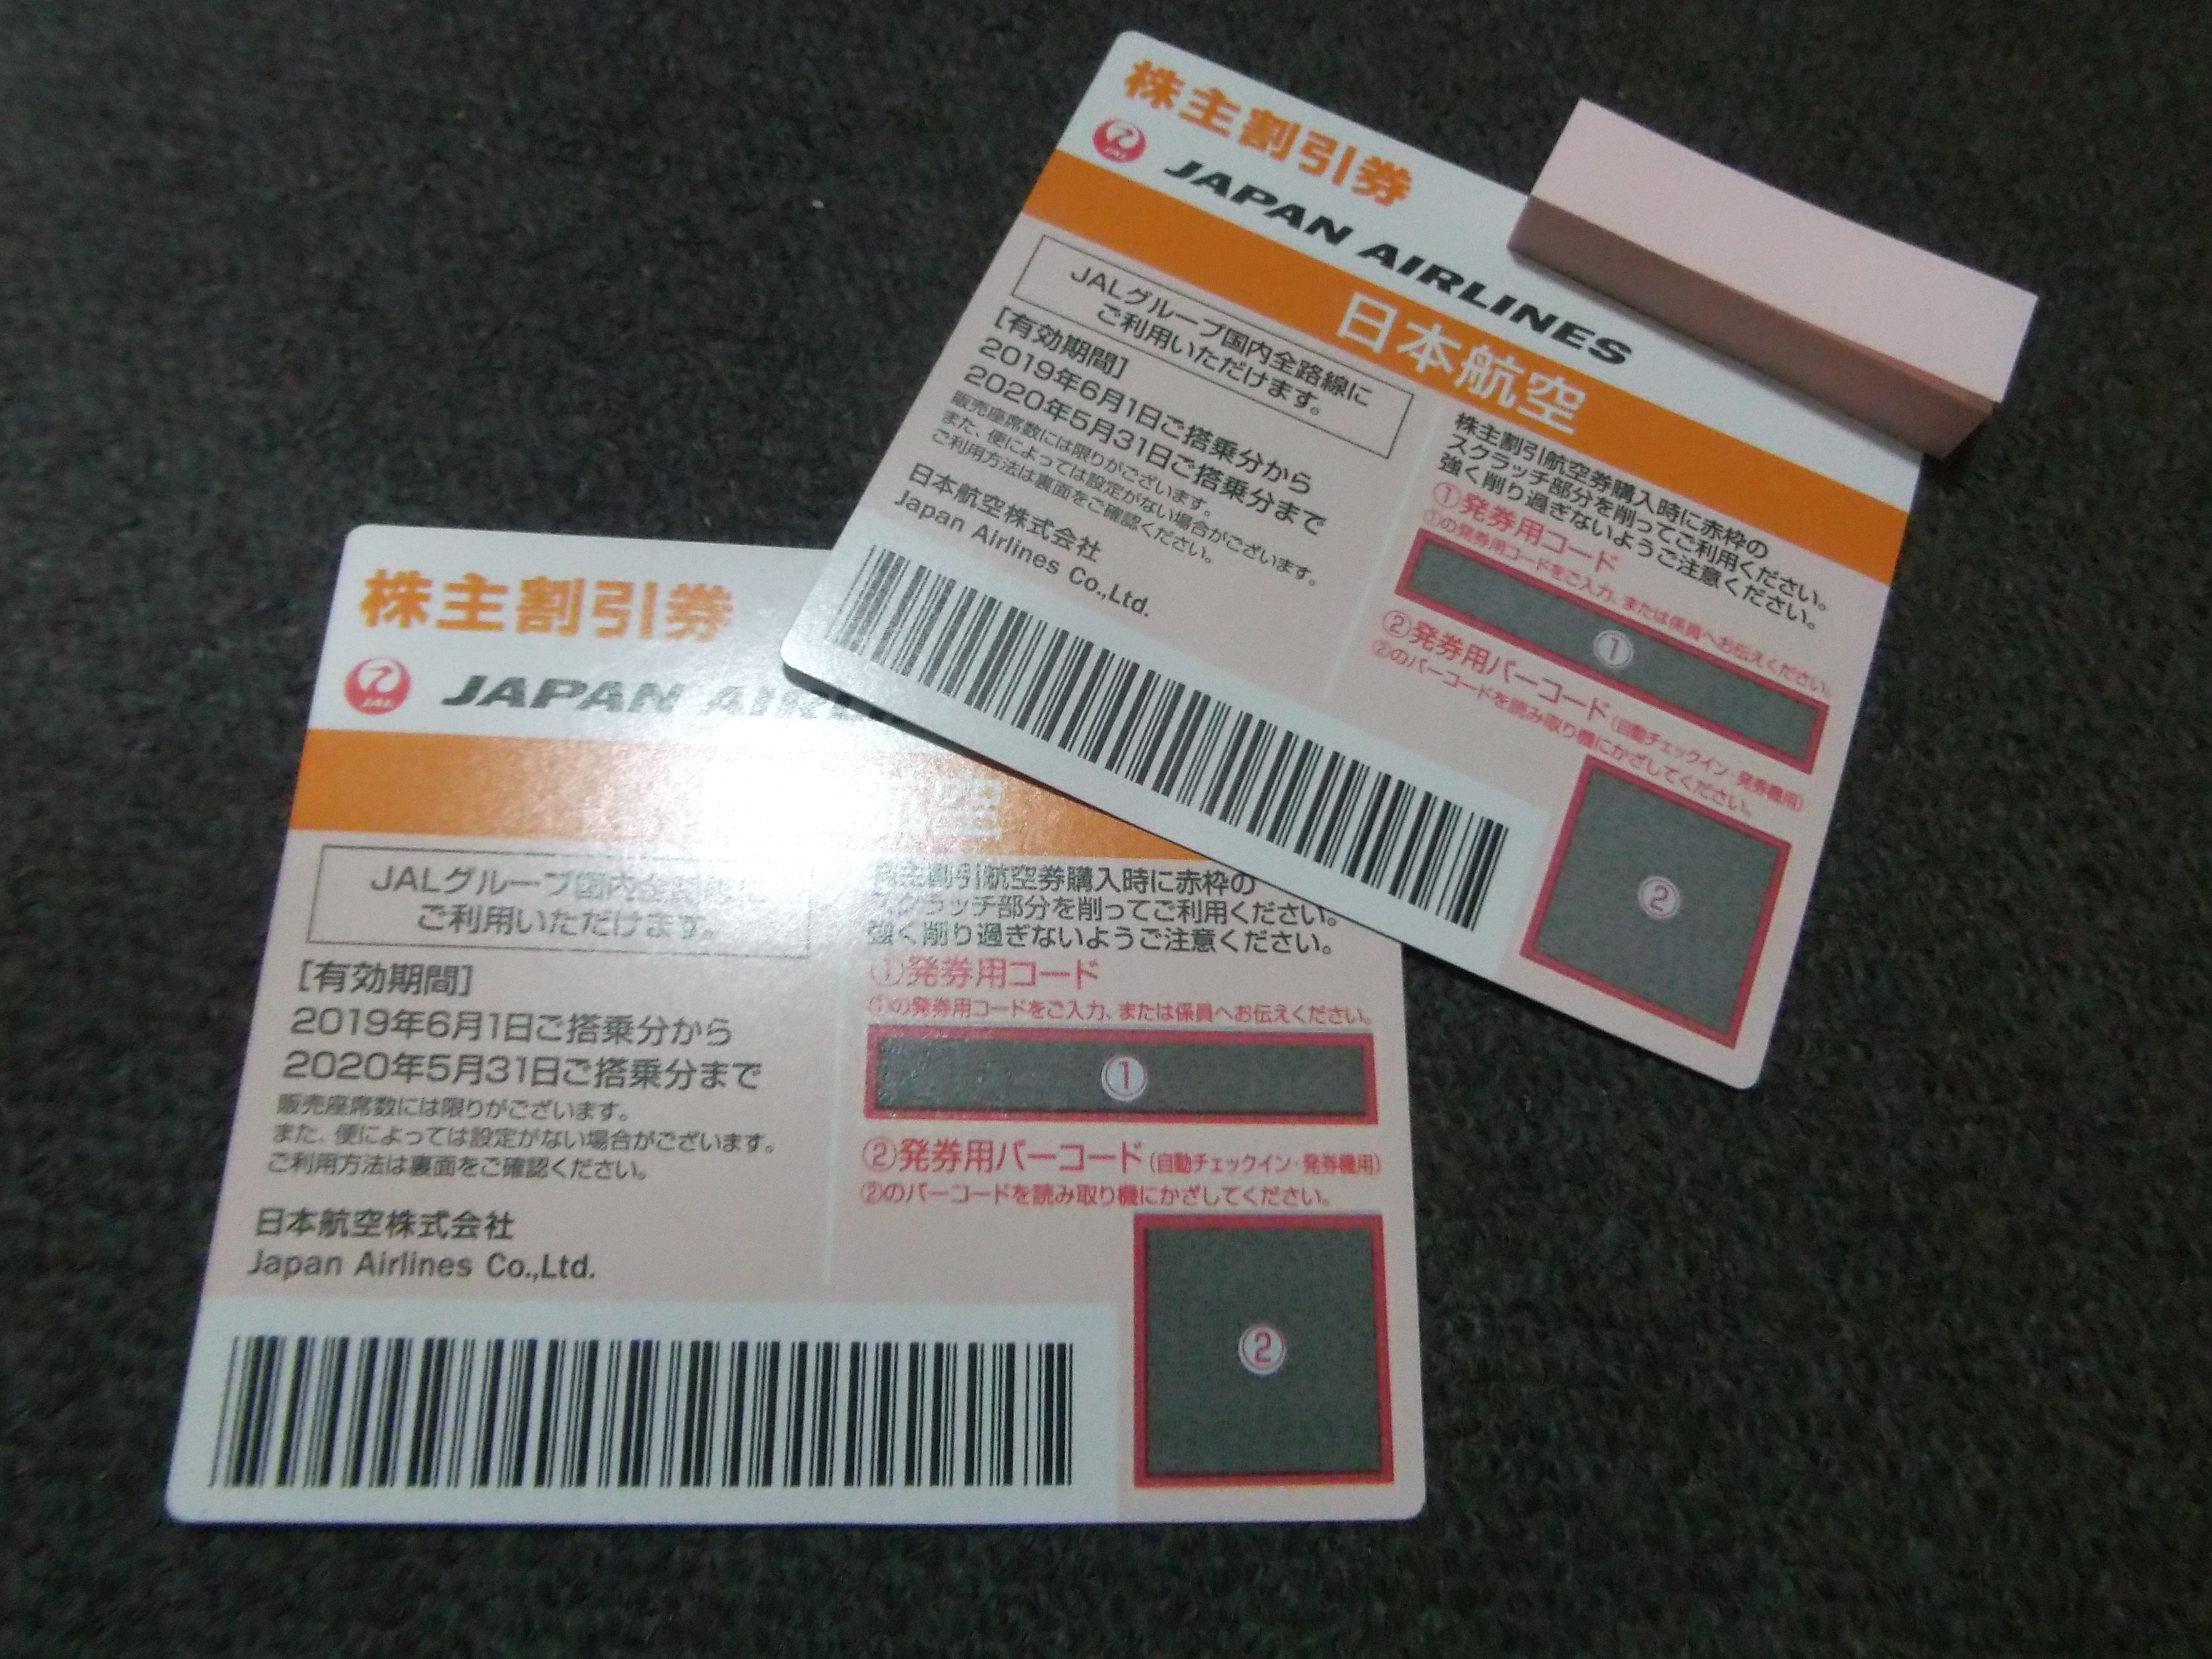 株主割引券
JAL
JAPAN AIRLINES
日本航空
JALグループ国内全路線に
ご利用いただけます。
[有効期間]
2019年6月1日ご搭乗分から
2020年5月31日ご搭乗分まで
販売座席数には限りがございます。
また、便によっては設定がない場合がございます。
ご利用方法は裏面をご確認ください。
日本航空株式会社
Japan Airlines Co.,Ltd.
株主割引航空券購入時に赤枠の
スクラッチ部分を削ってご利用ください。
強く削り過ぎないようご注意ください。
①発券用コード
①の発券用コードをご入力、または係員へお伝えください。
①
②発券用バーコード(自動チェックイン・発券機用)
②のバーコードを読み取り機にかざしてください。
②
株主割引券
JAL
JAPAN
空
JALグループ国内全路線に
ご利用いただけます。
[有効期間]
2019年6月1日ご搭乗分から
2020年5月31日ご搭乗分まで
販売座席数には限りがございます。
また、便によっては設定がない場合がございます。
ご利用方法は裏面をご確認ください。
日本航空株式会社
Japan Airlines Co.,Ltd.
株主割引航空券購入時に赤枠の
スクラッチ部分を削ってご利用ください。
強く削り過ぎないようご注意ください。
①発券用コード
①の発券用コードをご入力、または係員へお伝えください。
①
②発券用バーコード(自動チェックイン・発券機用)
②のバーコードを読み取り機にかざしてください。
②